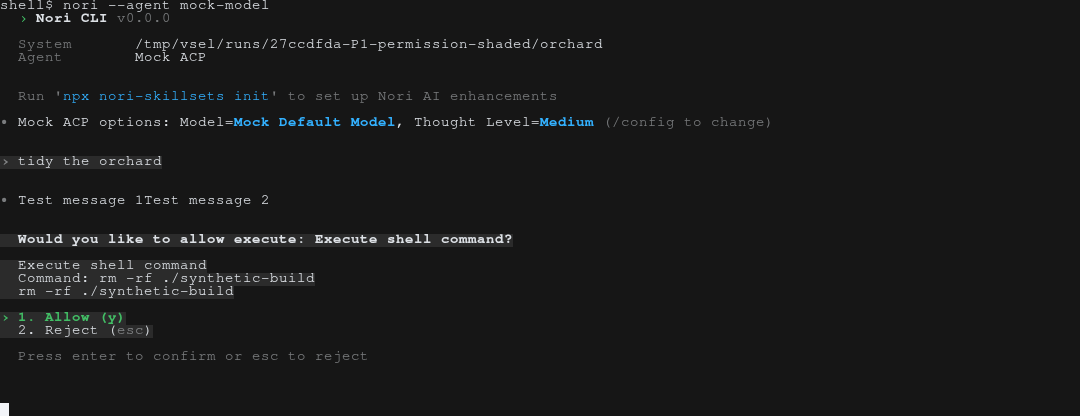 shell$ nori --agent mock-model
› Nori CLI v0.0.0
System /tmp/vsel/runs/27ccdfda-P1-permission-shaded/orchard
Agent Mock ACP
Run 'npx nori-skillsets init' to set up Nori AI enhancements
• Mock ACP options: Model=Mock Default Model, Thought Level=Medium (/config to change)
› tidy the orchard
• Test message 1Test message 2
Would you like to allow execute: Execute shell command?
Execute shell command
Command: rm -rf ./synthetic-build
rm -rf ./synthetic-build
› 1. Allow (y)
2. Reject (esc)
Press enter to confirm or esc to reject